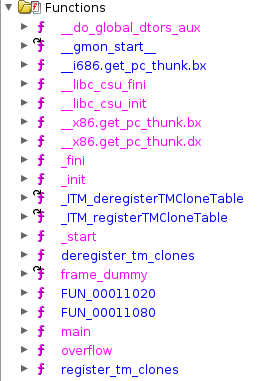 Functions
__do_global_dtors_aux
__gmon_start__
__i686.get_pc_thunk.bx
__libc_csu_fini
__libc_csu_init
__x86.get_pc_thunk.bx
__x86.get_pc_thunk.dx
_fini
_init
_ITM_deregisterTMCloneTable
_ITM_registerTMCloneTable
_start
deregister_tm_clones
frame_dummy
FUN_00011020
FUN_00011080
main
overflow
register_tm_clones